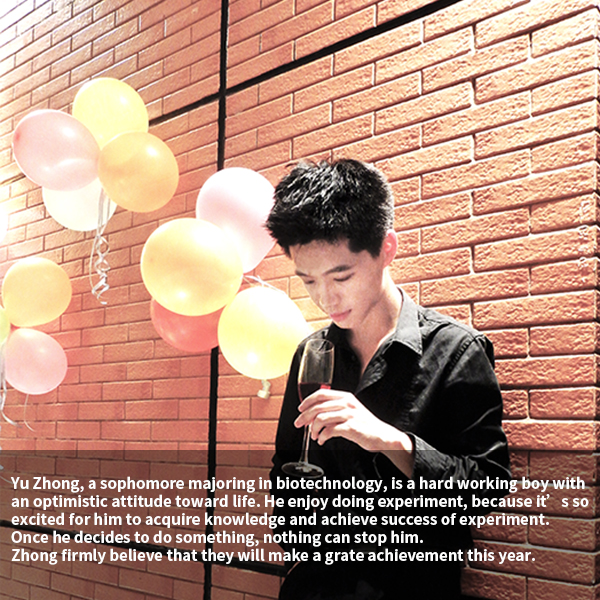 Yu Zhong, a sophomore majoring in biotechnology, is a hard working boy with
an optimistic attitude toward life. He enjoy doing experiment, because it’s so
excited for him to acquire knowledge and achieve success of experiment.
Once he decides to do something, nothing can stop him.
Zhong firmly believe that they will make a grate achievement this year.